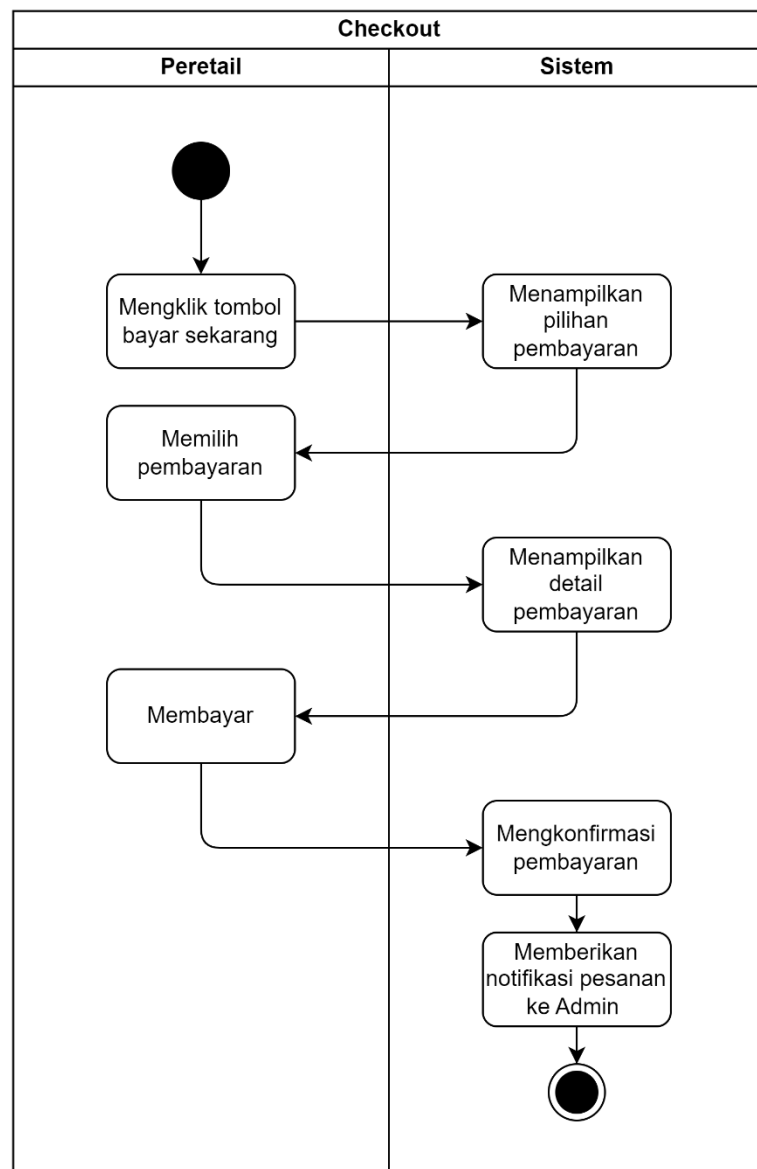 Checkout
Peretail
Sistem
Mengklik tombol
bayar sekarang
Menampilkan
pilihan
pembayaran
Memilih
pembayaran
Menampilkan
detail
pembayaran
Membayar
Mengkonfirmasi
pembayaran
Memberikan
notifikasi pesanan
ke Admin